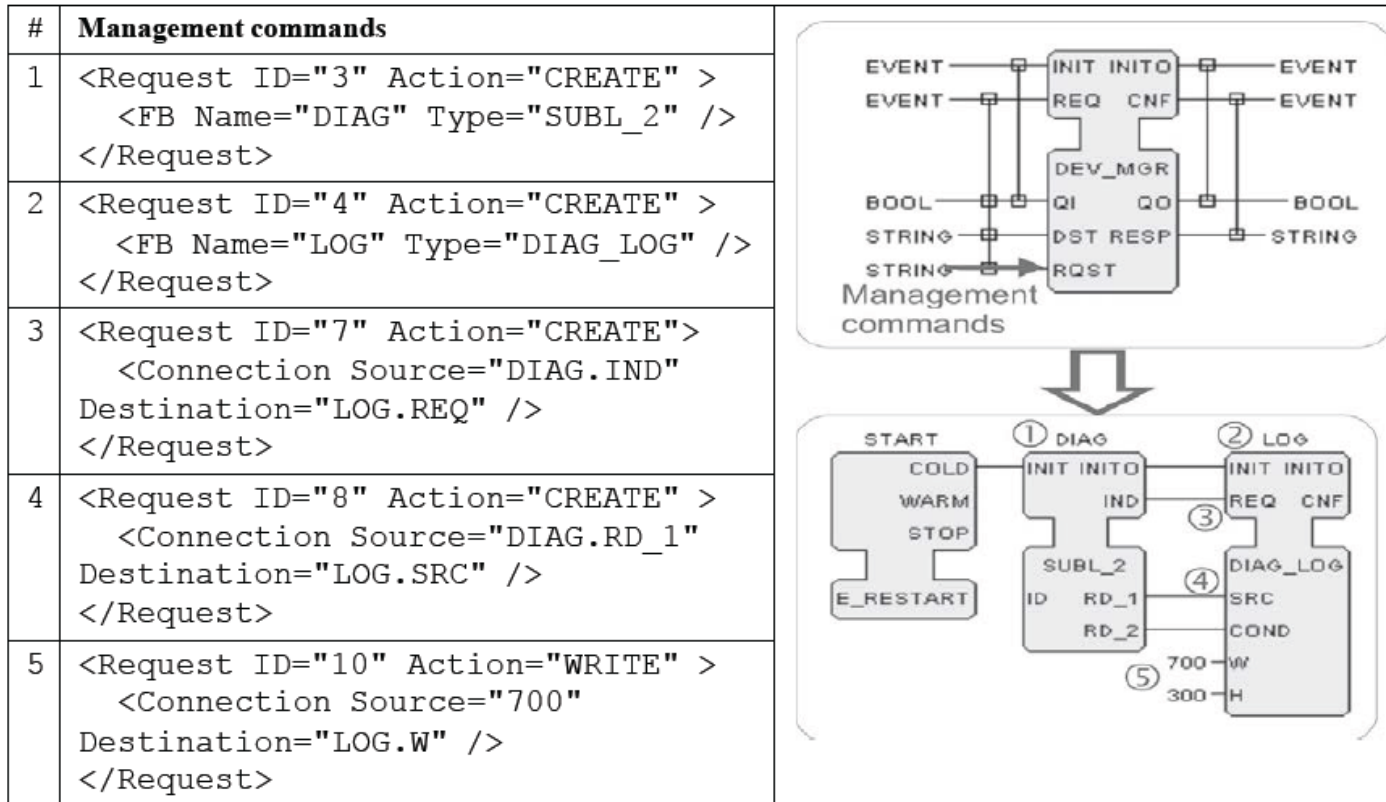 # Management commands
1 <Request ID="3" Action="CREATE" >
<FB Name="DIAG" Type="SUBL_2" />
</Request>
2 <Request ID="4" Action="CREATE" >
<FB Name="LOG" Type="DIAG_LOG" />
</Request>
3 <Request ID="7" Action="CREATE">
<Connection Source="DIAG.IND"
Destination="LOG.REQ" />
</Request>
4 <Request ID="8" Action="CREATE" >
<Connection Source="DIAG.RD_1"
Destination="LOG.SRC" />
</Request>
5 <Request ID="10" Action="WRITE" >
<Connection Source="700"
Destination="LOG.W" />
</Request>
EVENT INIT INITO EVENT
EVENT REQ CNF EVENT
DEV_MGR
BOOL QI QO BOOL
STRING DST RESP STRING
STRING RQST
Management
commands
START ① DIAG ② LOG
COLD INIT INITO INIT INITO
WARM IND REQ CNF
③
STOP
SUBL_2 DIAG_LOG
④
E_RESTART ID RD_1 SRC
RD_2 COND
700 W
⑤
300 H